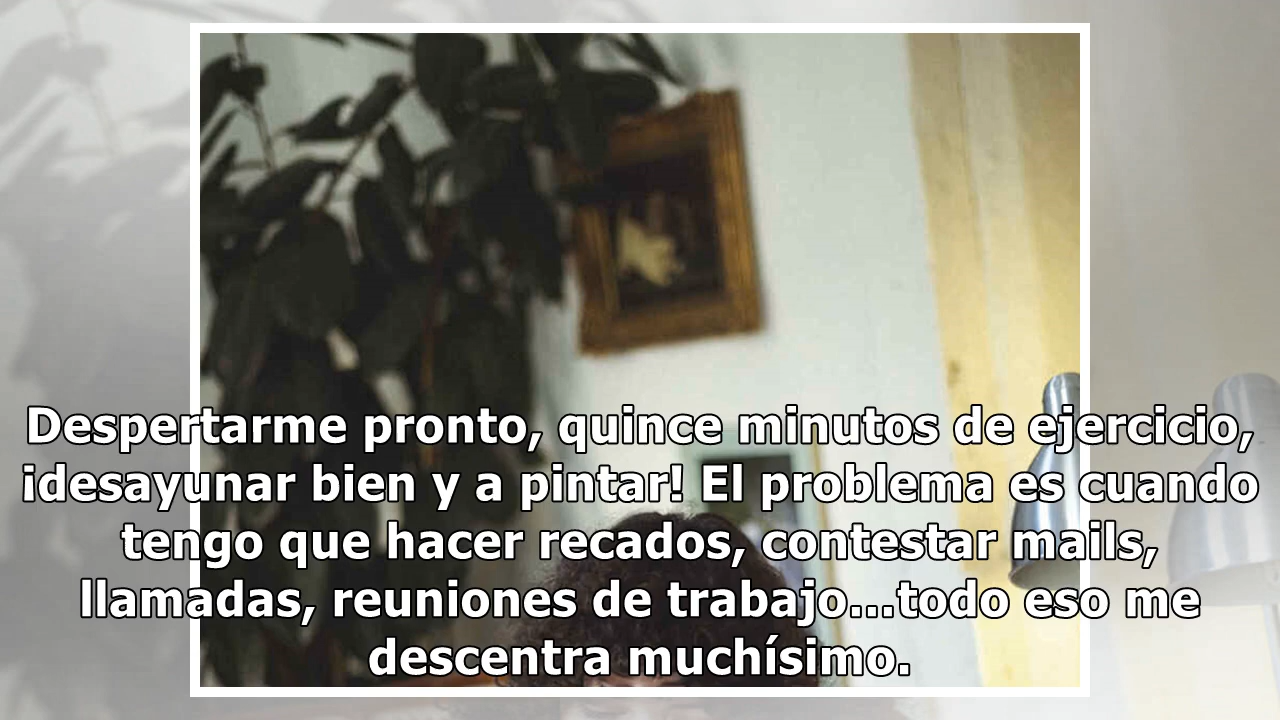 Despertarme pronto, quince minutos de ejercicio,
¡desayunar bien y a pintar! El problema es cuando
tengo que hacer recados, contestar mails,
llamadas, reuniones de trabajo...todo eso me
descentra muchísimo.